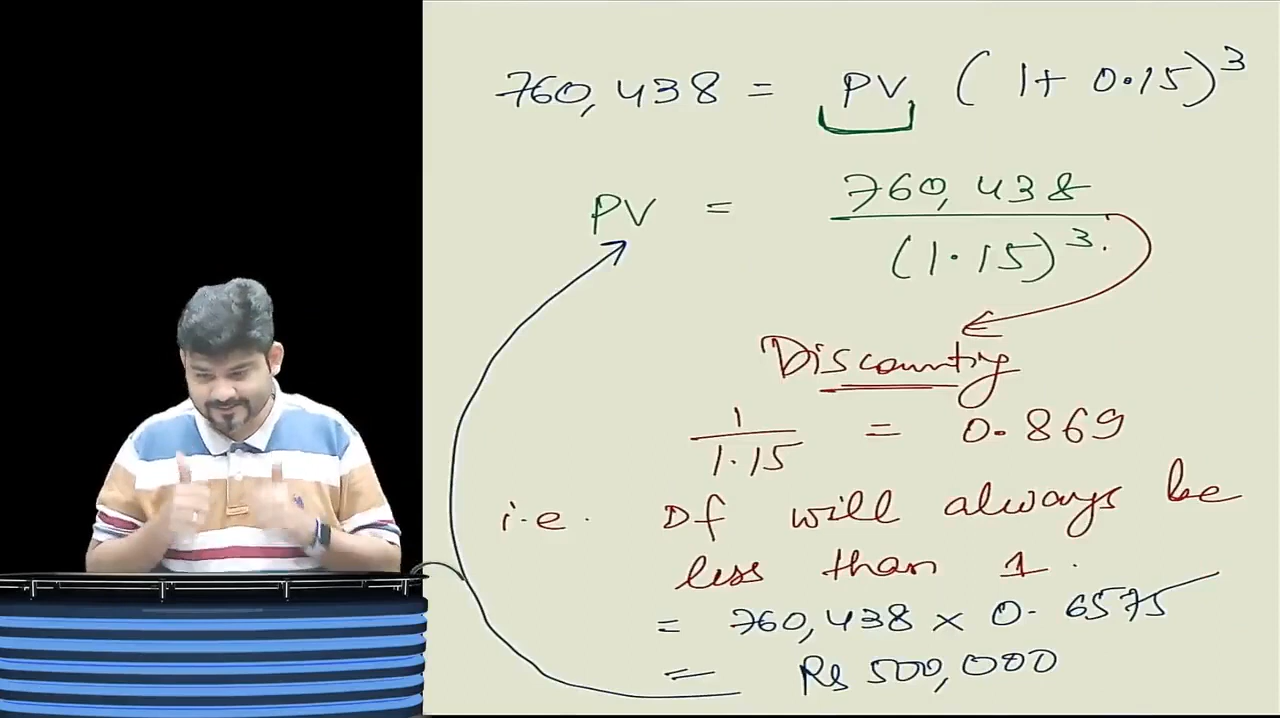 760,438 = PV (1 + 0.15)³
PV = 760,438 / (1.15)³.
Discounting
1 / 1.15 = 0.869
i.e. Df will always be
less than 1.
= 760,438 × 0.6575
= Rs 500,000